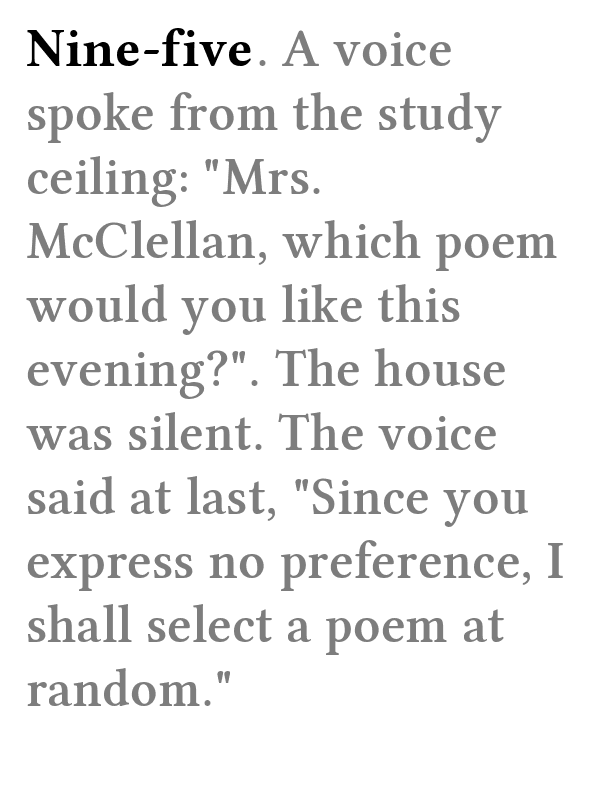 Nine-five. A voice
spoke from the study
ceiling: "Mrs.
McClellan, which poem
would you like this
evening?". The house
was silent. The voice
said at last, "Since you
express no preference, I
shall select a poem at
random."